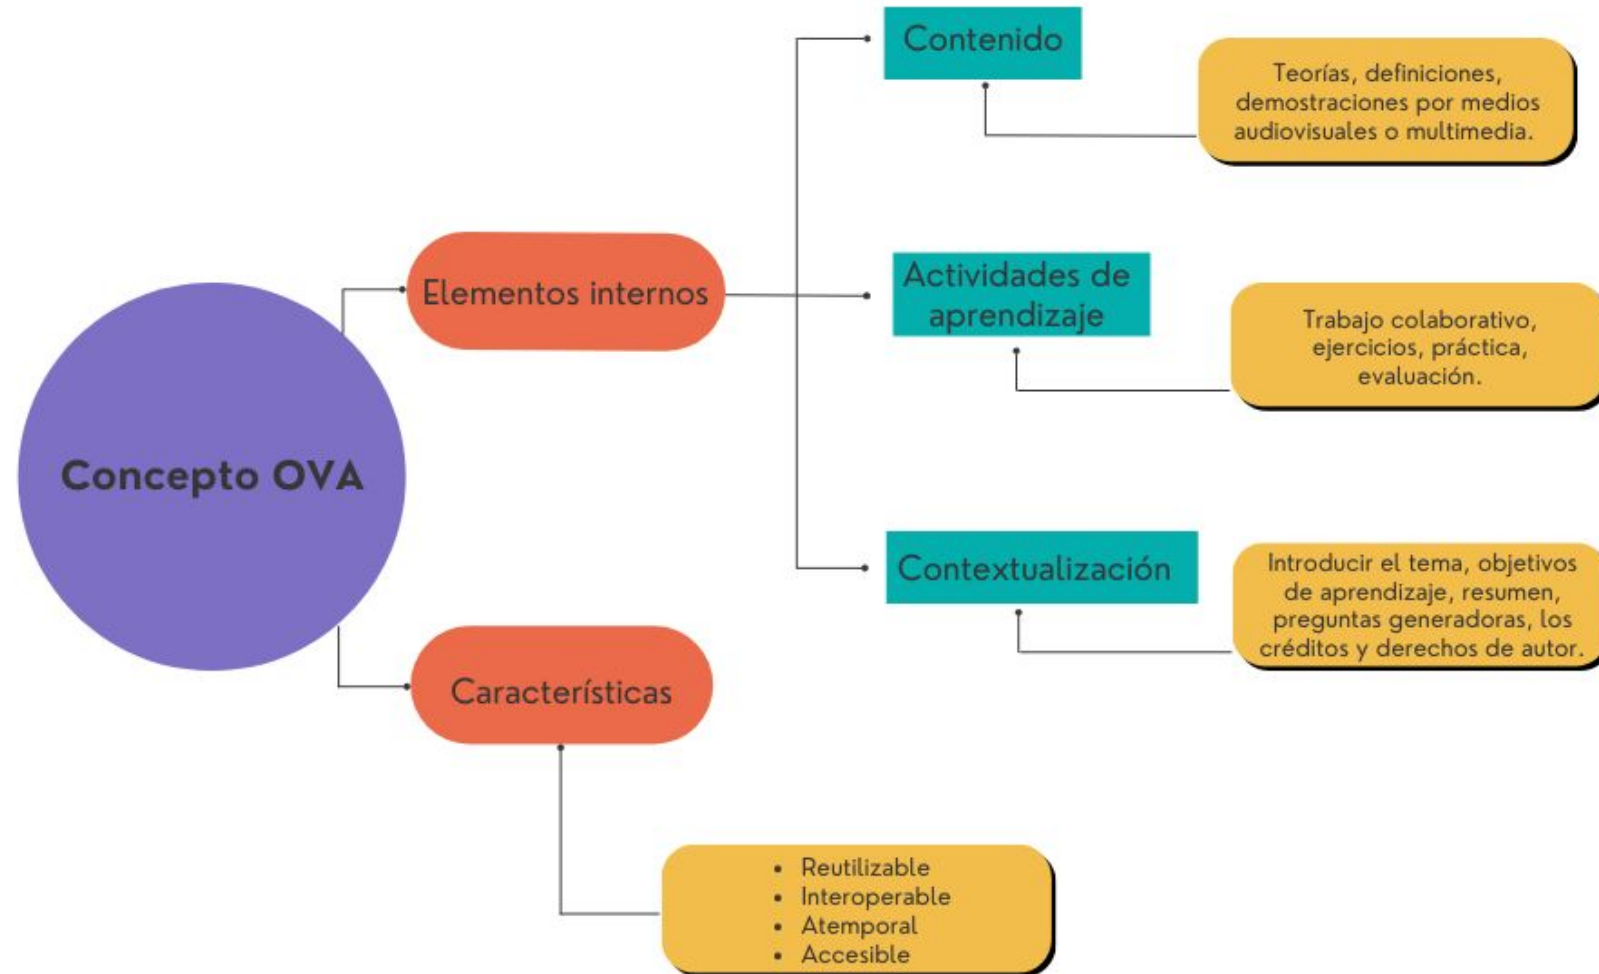 Contenido
Teorías, definiciones,
demostraciones por medios
audiovisuales o multimedia.
Elementos internos
Actividades de
aprendizaje
Trabajo colaborativo,
ejercicios, práctica,
evaluación.
Concepto OVA
Contextualización
Introducir el tema, objetivos
de aprendizaje, resumen,
preguntas generadoras, los
créditos y derechos de autor.
Características
• Reutilizable
• Interoperable
• Atemporal
• Accesible